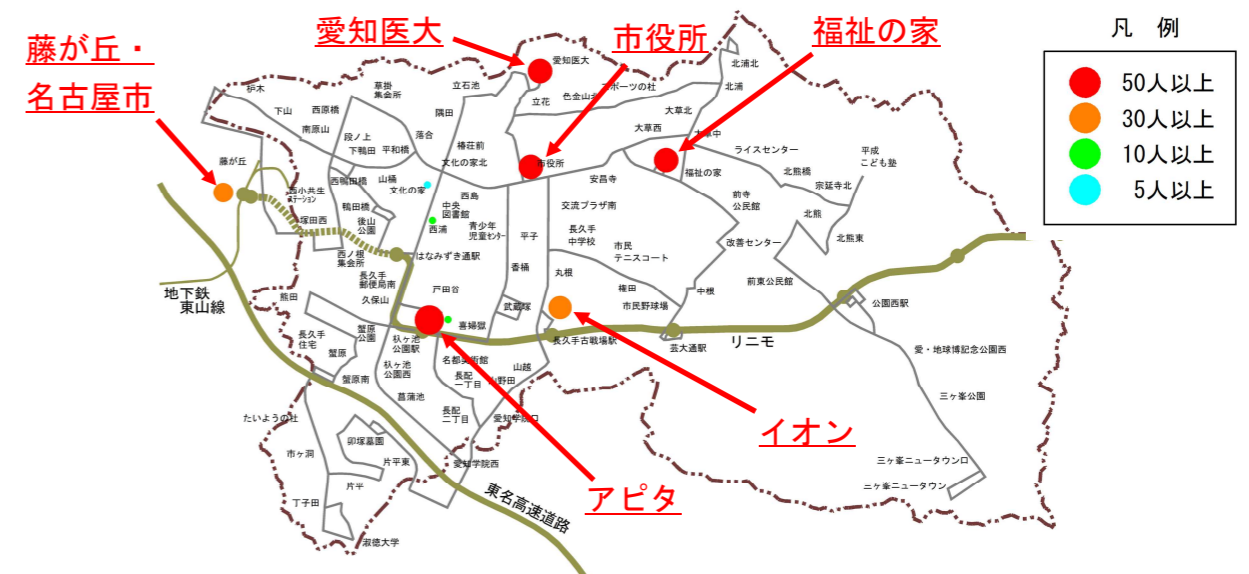 藤が丘・
名古屋市
愛知医大
市役所
福祉の家
凡 例
50人以上
30人以上
10人以上
5人以上
イオン
アピタ
愛知医大
立石池
草掛
集会所
杁木
下山
西原橋
南原山
段ノ上
下鴨田
平和橋
落合
隅田
椿荘前
文化の家北
立花
色金山北
スポーツの杜
北浦北
北浦
大草北
大草西
大草中
市役所
安昌寺
福祉の家
ライスセンター
北熊橋
平成
こども塾
宗延寺北
北熊
北熊東
前寺
公民館
改善センター
前東公民館
藤が丘
西小共生
ステーション
塚田西
西鴨田橋
鴨田橋
山桶
後山
公園
文化の家
中央
図書館
西浦
西島
青少年
児童センター
平子
香桶
交流プラザ南
長久手
中学校
市民
テニスコート
丸根
権田
市民野球場
中根
はなみずき通駅
西ノ根
集会所
長久手
郵便局南
久保山
戸田谷
喜婦嶽
武蔵塚
長久手古戦場駅
芸大通駅
リニモ
公園西駅
愛・地球博記念公園西
三ヶ峯公園
三ヶ峯ニュータウン口
三ヶ峯ニュータウン
地下鉄
東山線
熊田
長久手
住宅
蟹原
公園
蟹原
蟹原南
杁ヶ池
公園駅
杁ヶ池
公園西
菖蒲池
名都美術館
長配
一丁目
長配
二丁目
山野田
山越
愛知学院口
愛知学院西
たいようの杜
市ヶ洞
卯塚墓園
片平東
片平
丁子田
淑徳大学
東名高速道路